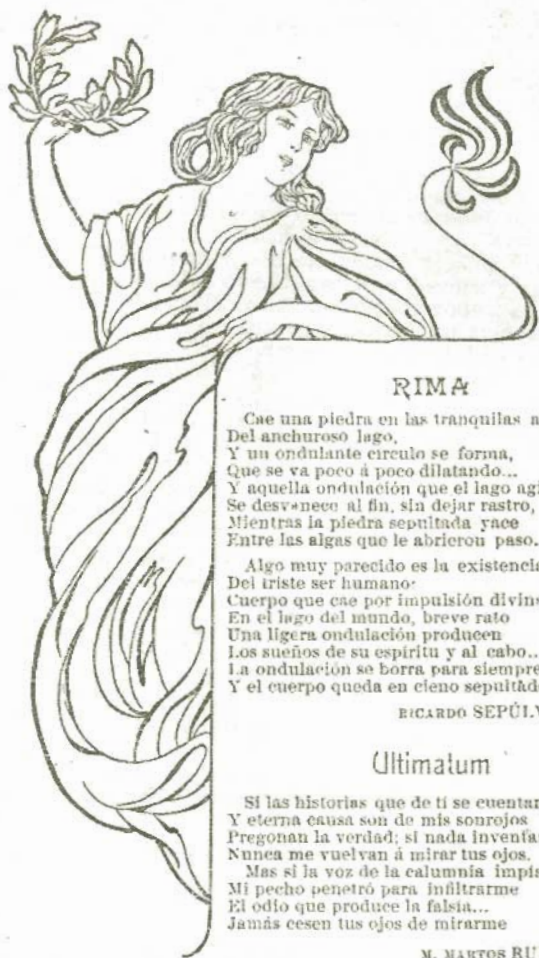 RIMA
Cae una piedra en las tranquilas
Del anchuroso lago,
Y un ondulante circulo se forma,
Que se va poco á poco dilatando...
Y aquella ondulación que el lago
Se desvanece al fin, sin dejar rastro,
Mientras la piedra sepultada yace
Entre las algas que le abrieron paso.
Algo muy parecido es la existencia
Del triste ser humano:
Cuerpo que cae por impulsión
En el lago del mundo, breve rato
Una ligera ondulación producen
Los sueños de su espíritu y al cabo...
La ondulación se borra para siempre
Y el cuerpo queda en cieno
RICARDO
Ultimatum
Si las historias que de tí se cuentan
Y eterna causa son de mis sonrojos
Pregonan la verdad; si nada
Nunca me vuelvan á mirar tus ojos.
Mas si la voz de la calumnia
Mi pecho penetró para infiltrarme
El odio que produce la falsía...
Jamás cesen tus ojos de mirarme
M. MARTOS